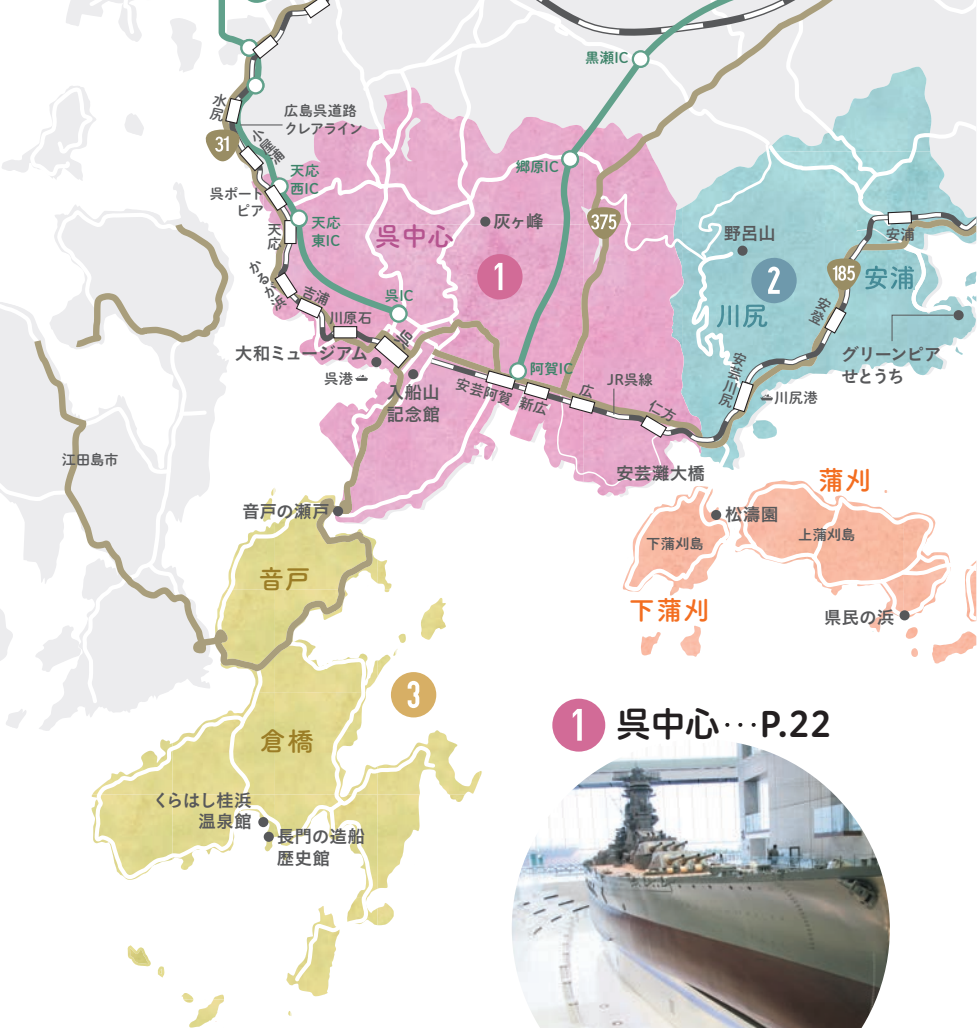 黒瀬IC
水尻
広島呉道路
クレアライン
31
小屋浦
天応
西IC
郷原IC
呉ポート
ピア
天応
東IC
天応
呉中心
灰ヶ峰
375
野呂山
安浦
かるが浜
1
2
185
安浦
呉IC
吉浦
川原石
川尻
安登
呉
大和ミュージアム
呉港
グリーンピア
せとうち
阿賀IC
入船山
記念館
安芸阿賀
新広
広
JR呉線
仁方
安芸川尻
川尻港
江田島市
安芸灘大橋
蒲刈
音戸の瀬戸
松濤園
下蒲刈島
上蒲刈島
音戸
下蒲刈
県民の浜
3
倉橋
1 呉中心…P.22
くらはし桂浜
温泉館
長門の造船
歴史館